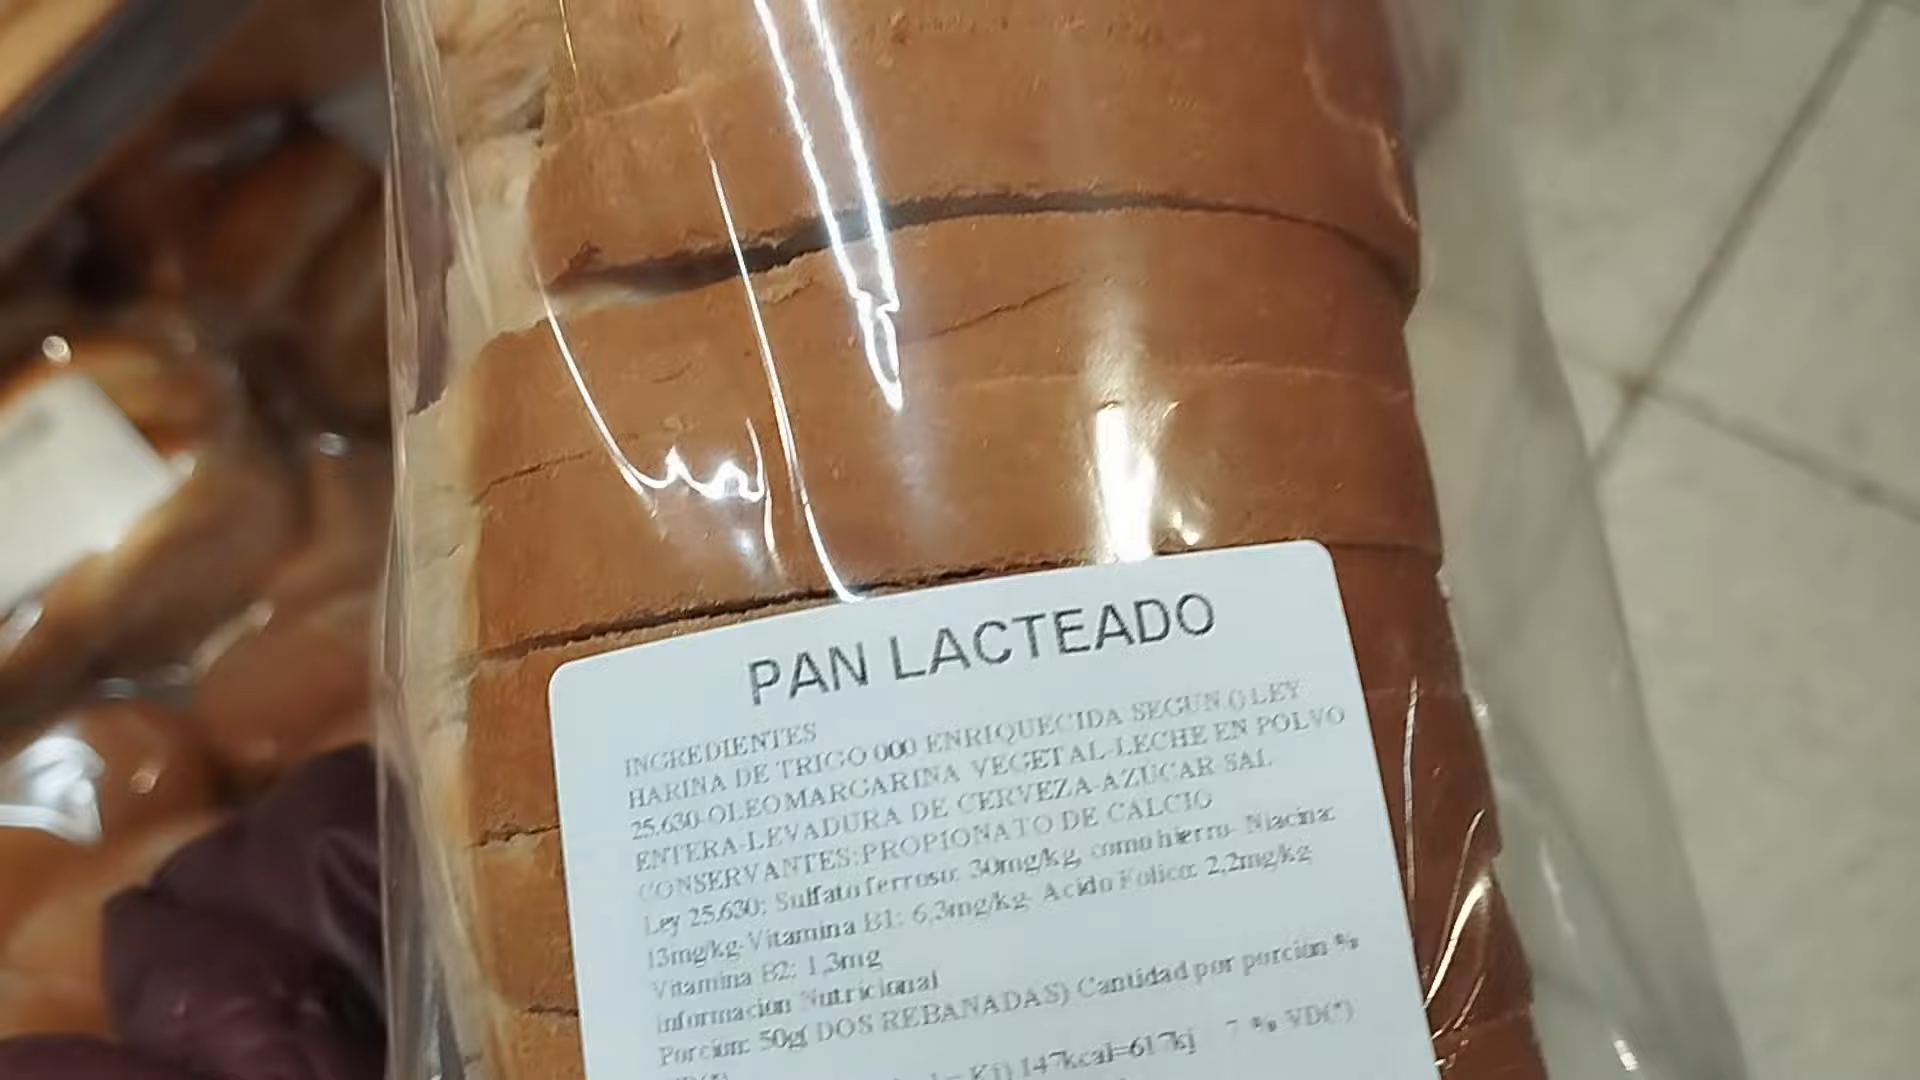 PAN LACTEADO
INGREDIENTES
HARINA DE TRIGO 000 ENRIQUECIDA SEGUN () LEY
25.630-OLEOMARGARINA VEGETAL-LECHE EN POLVO
ENTERA-LEVADURA DE CERVEZA-AZUCAR SAL
CONSERVANTES:PROPIONATO DE CALCIO
Ley 25.630: Sulfato ferroso: 30mg/kg, como hierro- Niacina:
13mg/kg-Vitamina B1: 6,3mg/kg- Acido Folico: 2,2mg/kg
Vitamina B2: 1,3mg
informacion Nutricional
Porcion: 50g( DOS REBANADAS) Cantidad por porcion %
147kcal=617kj 7 % VD(*)